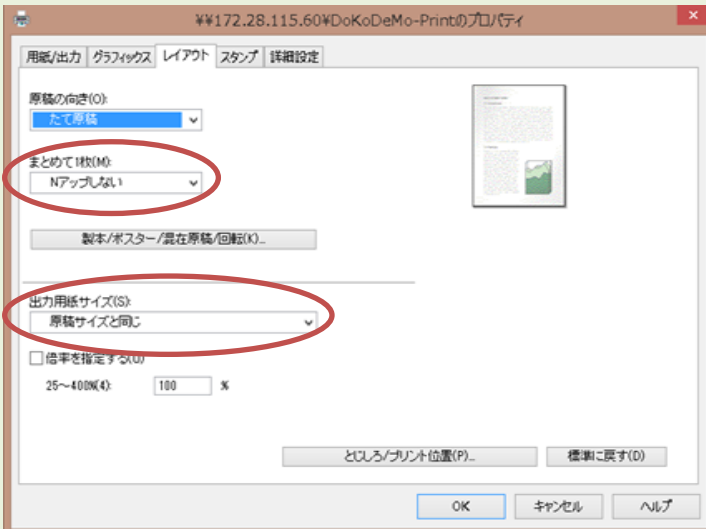 ¥¥172.28.115.60¥DoKoDeMo-Printのプロパティ
用紙/出力 グラフィックス レイアウト スタンプ 詳細設定
原稿の向き(O):
たて原稿
まとめて1枚(M):
Nアップしない
製本/ポスター/混在原稿/回転(K)...
出力用紙サイズ(S):
原稿サイズと同じ
倍率を指定する(U)
25～400%(4): 100 %
とじしろ/プリント位置(P)... 標準に戻す(D)
OK キャンセル ヘルプ